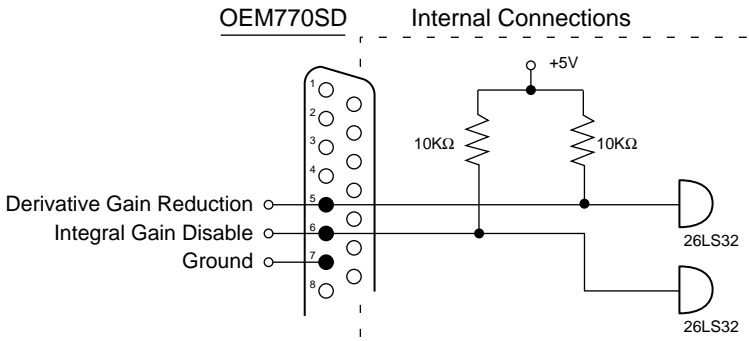 OEM770SD
Internal Connections
+5V
1
2
3
4
5
6
7
8
10KΩ
10KΩ
Derivative Gain Reduction
Integral Gain Disable
Ground
26LS32
26LS32